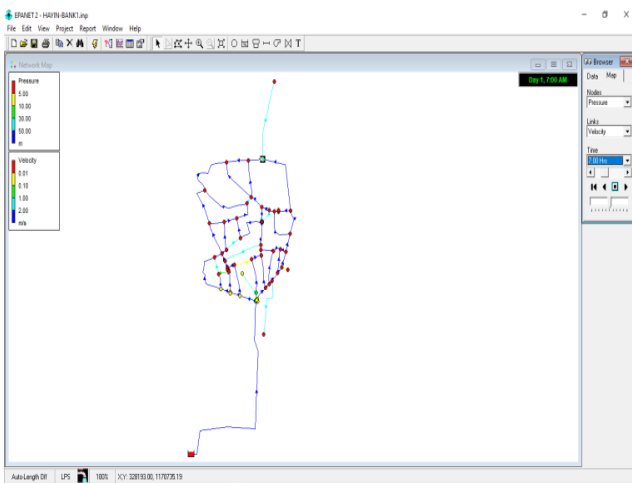 EPANET 2 - HAYIN-BANK1.inp
File Edit View Project Report Window Help
Network Map
Day 1, 7:00 AM
Pressure
5.00
10.00
30.00
50.00
m
Velocity
0.01
0.10
1.00
2.00
m/s
Browser
Data Map
Nodes
Pressure
Links
Velocity
Time
7:00 Hrs
Auto-Length Off LPS 100% X,Y: 328193.00, 1170735.19